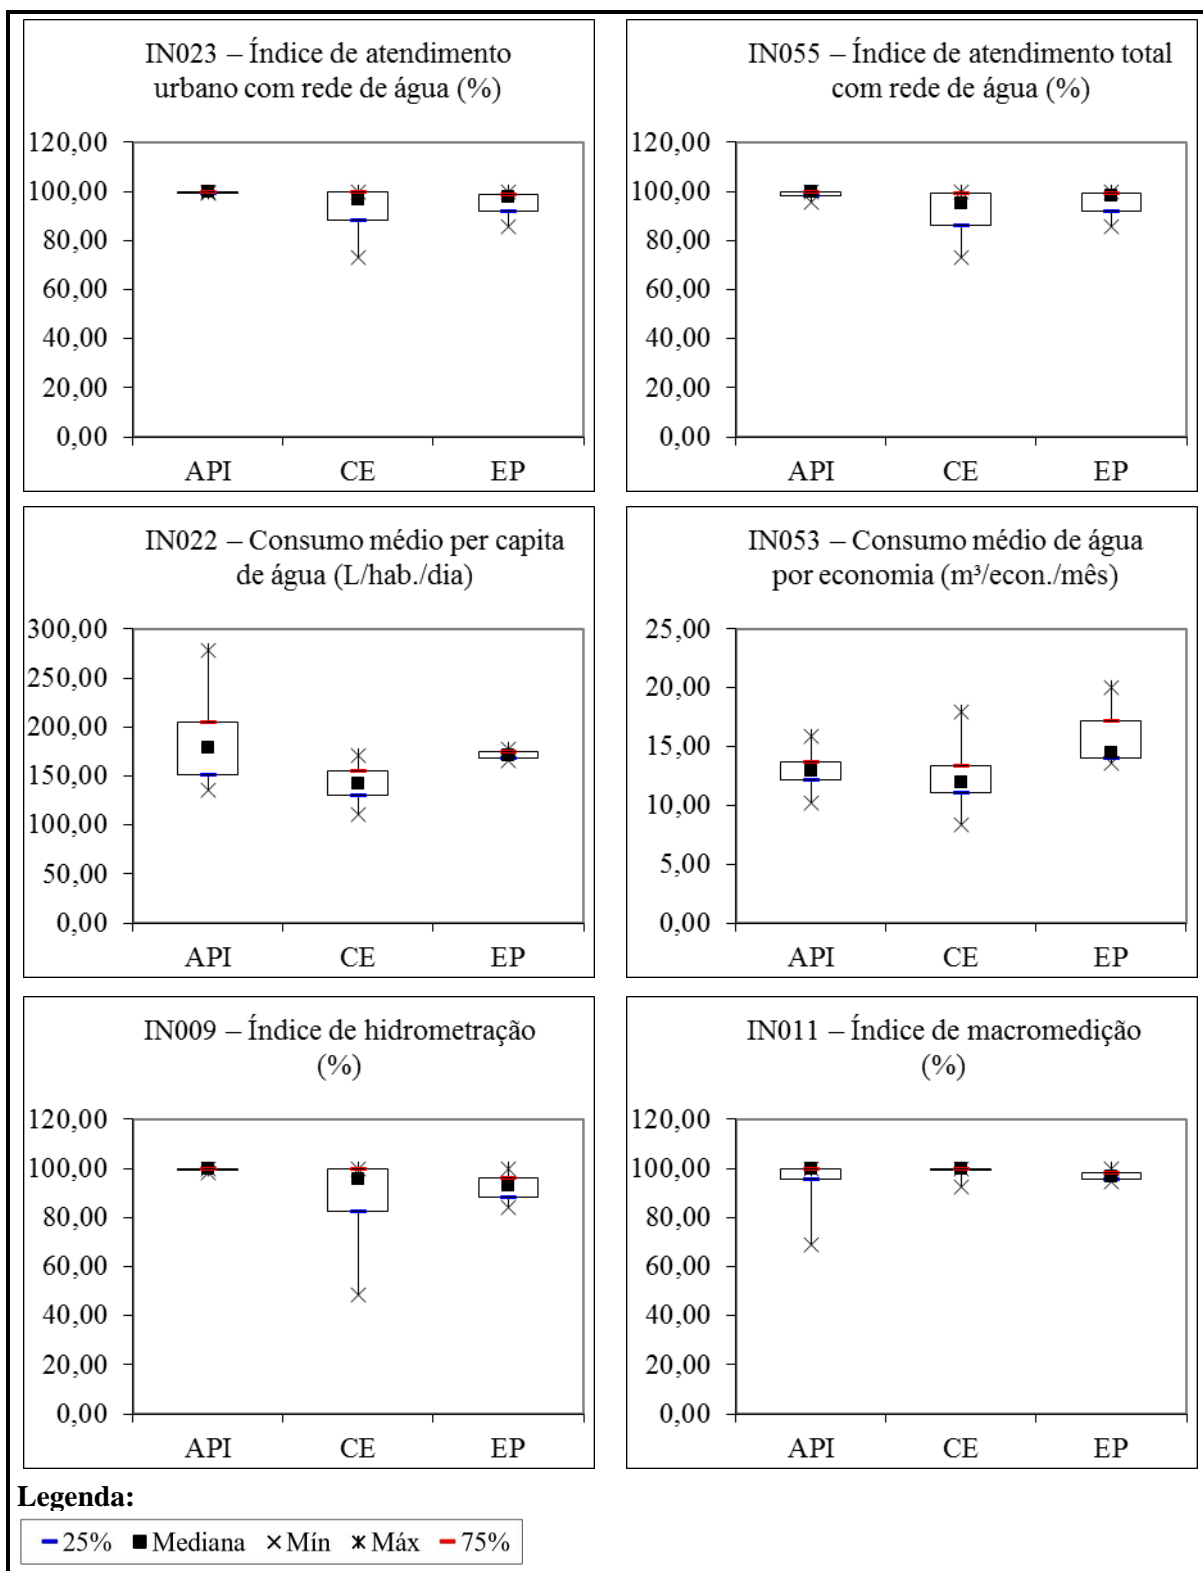 IN023 – Índice de atendimento
urbano com rede de água (%)
120,00
100,00
80,00
60,00
40,00
20,00
0,00
API CE EP
IN055 – Índice de atendimento total
com rede de água (%)
120,00
100,00
80,00
60,00
40,00
20,00
0,00
API CE EP
IN022 – Consumo médio per capita
de água (L/hab./dia)
300,00
250,00
200,00
150,00
100,00
50,00
0,00
API CE EP
IN053 – Consumo médio de água
por economia (m³/econ./mês)
25,00
20,00
15,00
10,00
5,00
0,00
API CE EP
IN009 – Índice de hidrometração
(%)
120,00
100,00
80,00
60,00
40,00
20,00
0,00
API CE EP
IN011 – Índice de macromedição
(%)
120,00
100,00
80,00
60,00
40,00
20,00
0,00
API CE EP
Legenda:
25% Mediana Mín Máx 75%